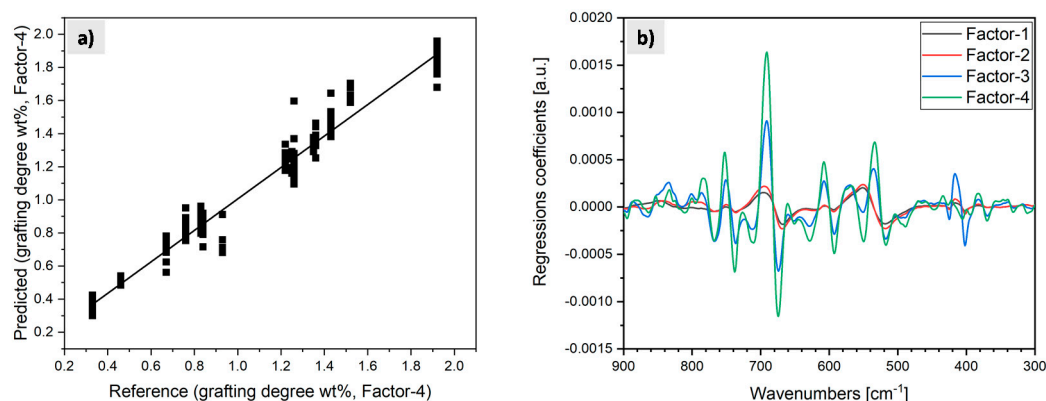 a)
Predicted (grafting degree wt%, Factor-4)
2.0
1.8
1.6
1.4
1.2
1.0
0.8
0.6
0.4
0.2
0.2 0.4 0.6 0.8 1.0 1.2 1.4 1.6 1.8 2.0
Reference (grafting degree wt%, Factor-4)
b)
Regressions coefficients [a.u.]
0.0020
0.0015
0.0010
0.0005
0.0000
-0.0005
-0.0010
-0.0015
Factor-1
Factor-2
Factor-3
Factor-4
900 800 700 600 500 400 300
Wavenumbers [cm⁻¹]